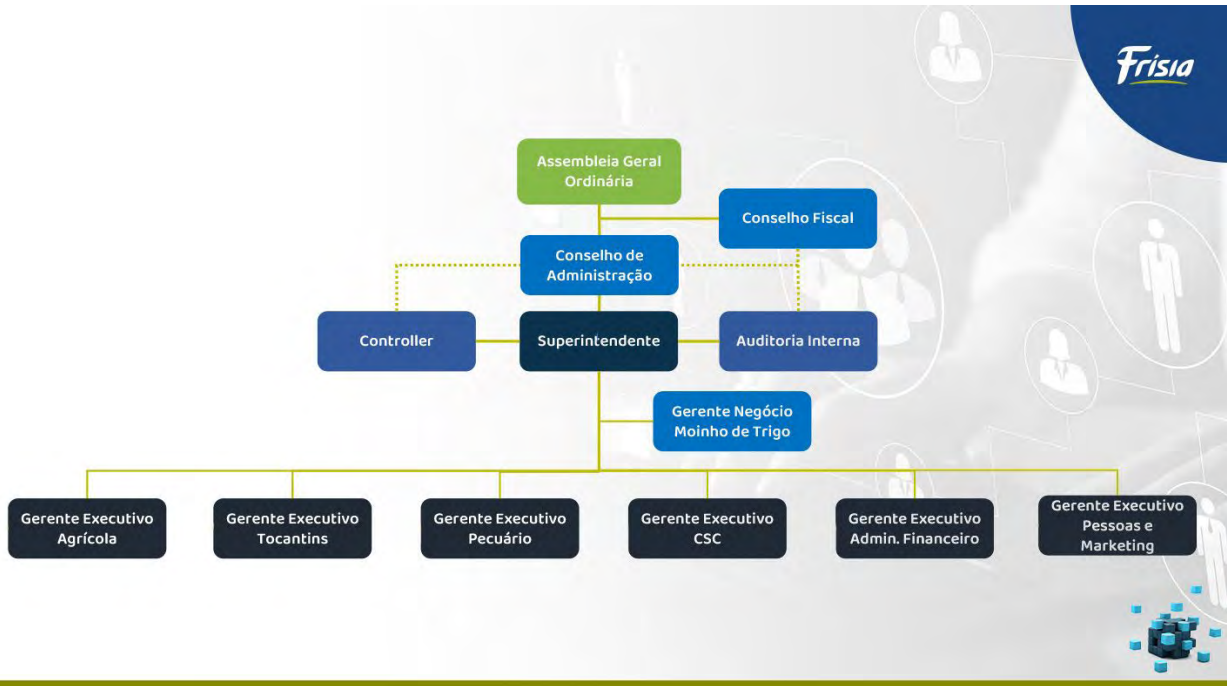 Frísia
Assembleia Geral
Ordinária
Conselho Fiscal
Conselho de
Administração
Controller
Superintendente
Auditoria Interna
Gerente Negócio
Moinho de Trigo
Gerente Executivo
Agrícola
Gerente Executivo
Tocantins
Gerente Executivo
Pecuário
Gerente Executivo
CSC
Gerente Executivo
Admin. Financeiro
Gerente Executivo
Pessoas e
Marketing